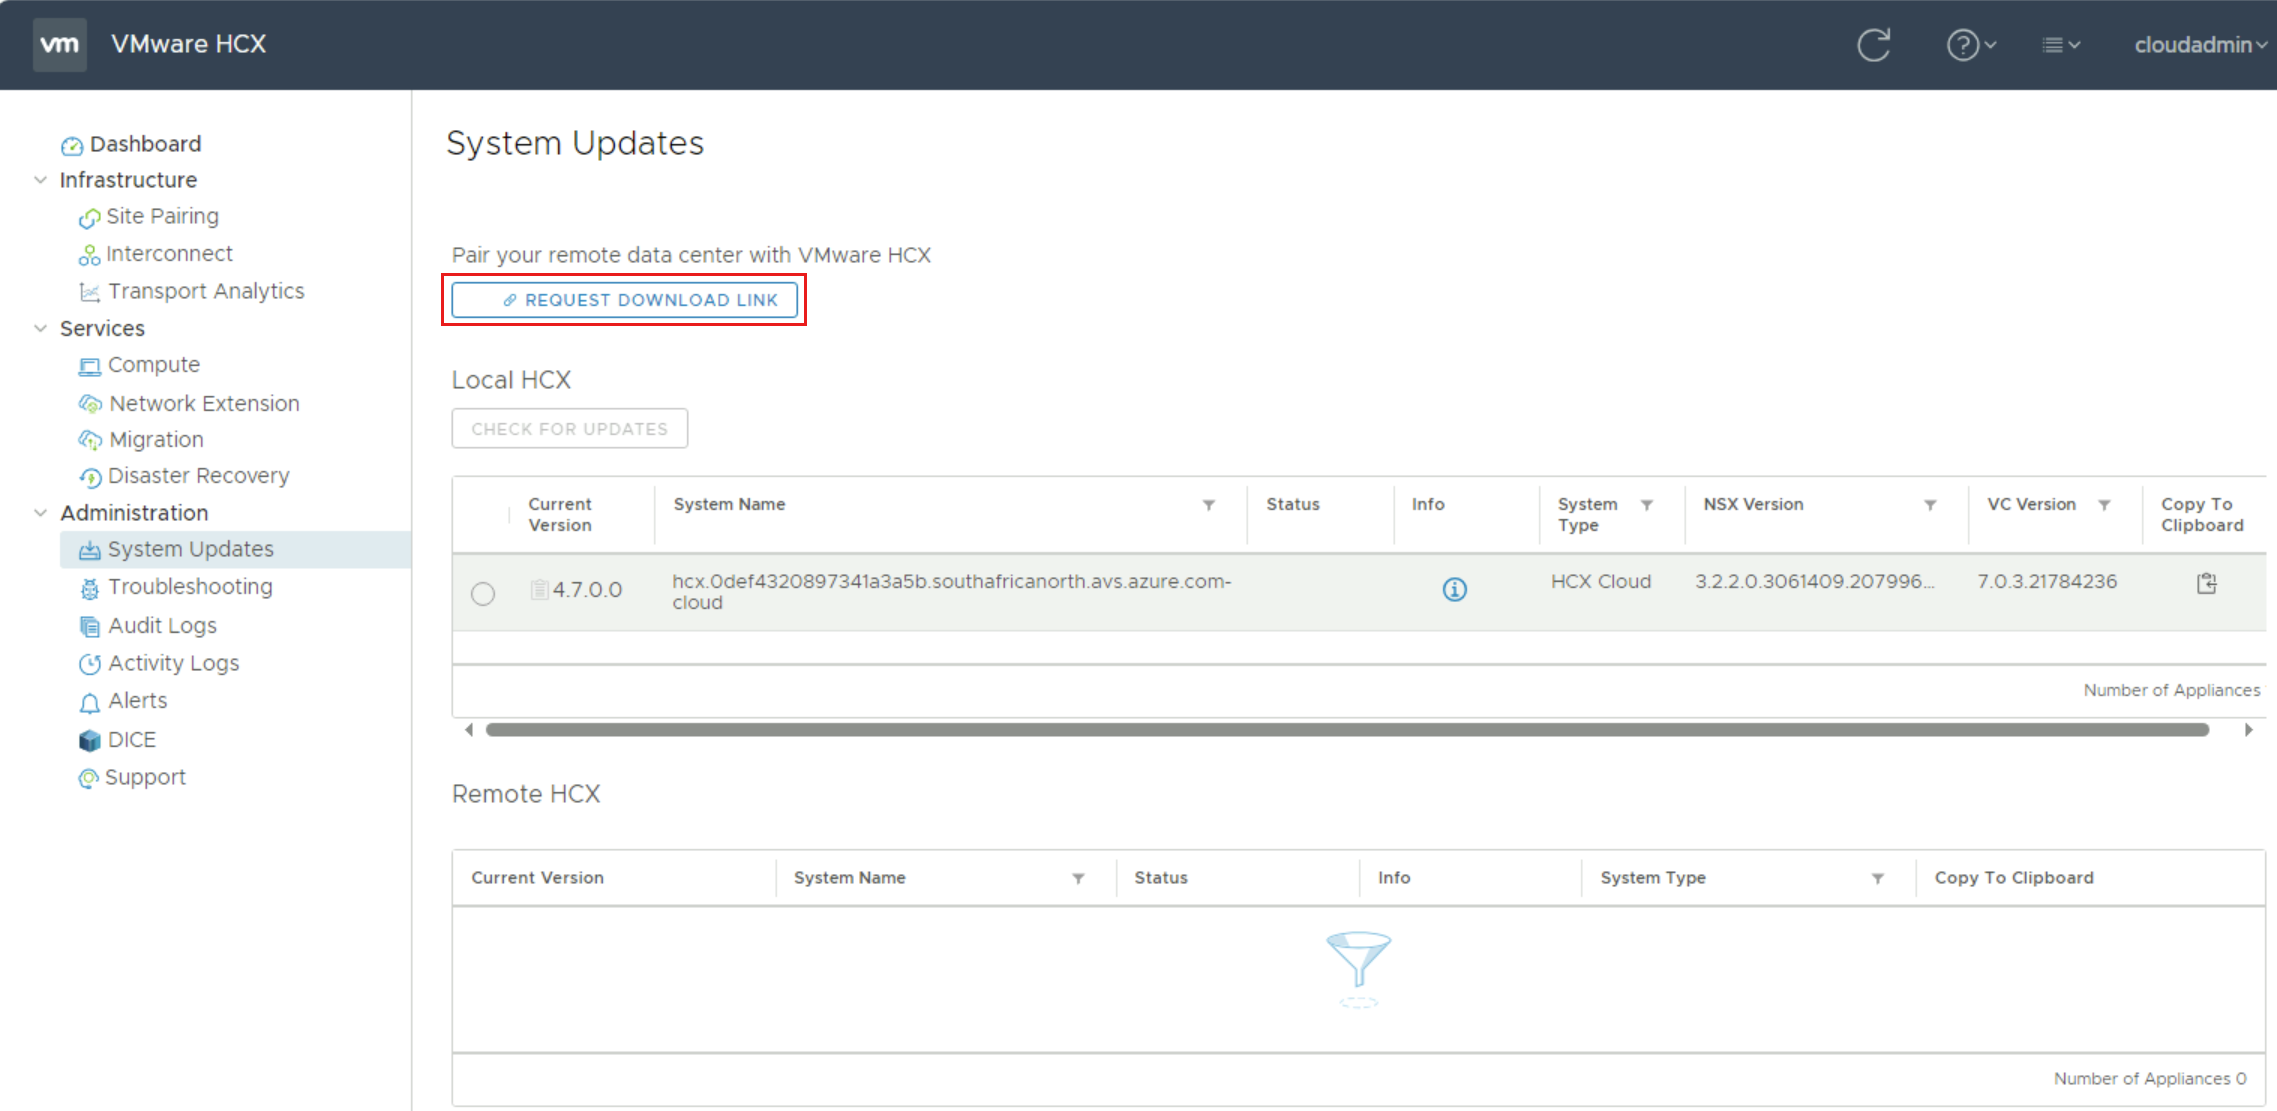 vm VMware HCX cloudadmin
Dashboard
Infrastructure
Site Pairing
Interconnect
Transport Analytics
Services
Compute
Network Extension
Migration
Disaster Recovery
Administration
System Updates
Troubleshooting
Audit Logs
Activity Logs
Alerts
DICE
Support
System Updates
Pair your remote data center with VMware HCX
REQUEST DOWNLOAD LINK
Local HCX
CHECK FOR UPDATES
Current Version System Name Status Info System Type NSX Version VC Version Copy To Clipboard
4.7.0.0 hcx.0def4320897341a3a5b.southafricanorth.avs.azure.com-cloud HCX Cloud 3.2.2.0.3061409.207996... 7.0.3.21784236
Number of Appliances
Remote HCX
Current Version System Name Status Info System Type Copy To Clipboard
Number of Appliances 0